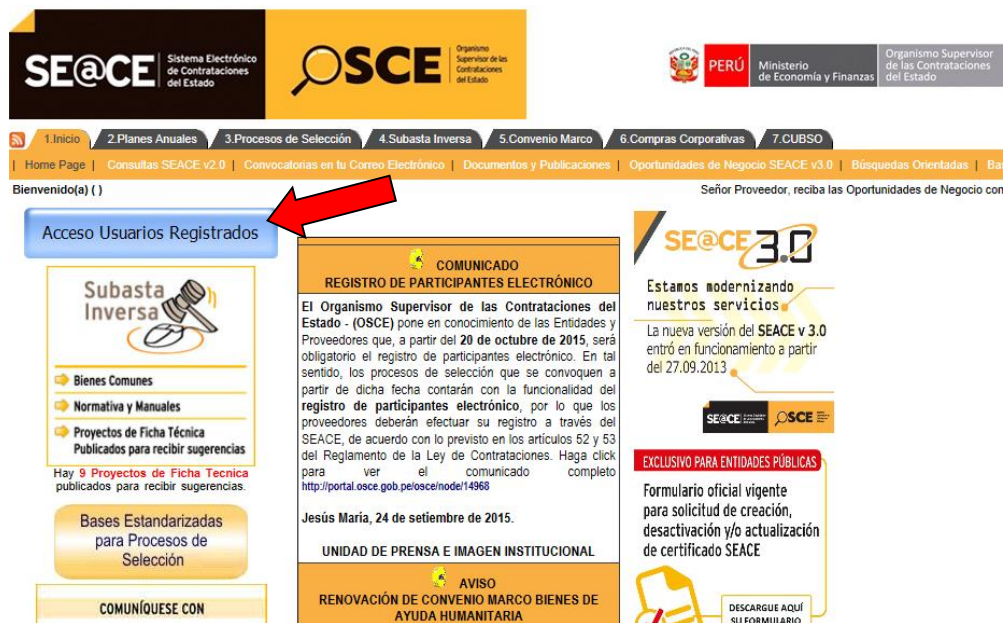 SE@CE
Sistema Electrónico
de Contrataciones
del Estado
OSCE
Organismo
Supervisor de las
Contrataciones
del Estado
PERÚ
Ministerio
de Economía y Finanzas
Organismo Supervisor
de las Contrataciones
del Estado
1.Inicio
2.Planes Anuales
3.Procesos de Selección
4.Subasta Inversa
5.Convenio Marco
6.Compras Corporativas
7.CUBSO
| Home Page | Consultas SEACE v2.0 | Convocatorias en tu Correo Electrónico | Documentos y Publicaciones | Oportunidades de Negocio SEACE v3.0 | Búsquedas Orientadas | Bas
Bienvenido(a) ( )
Señor Proveedor, reciba las Oportunidades de Negocio con
Acceso Usuarios Registrados
Subasta
Inversa
Bienes Comunes
Normativa y Manuales
Proyectos de Ficha Técnica
Publicados para recibir sugerencias
Hay 9 Proyectos de Ficha Tecnica
publicados para recibir sugerencias.
Bases Estandarizadas
para Procesos de
Selección
COMUNÍQUESE CON
COMUNICADO
REGISTRO DE PARTICIPANTES ELECTRÓNICO
El Organismo Supervisor de las Contrataciones del
Estado - (OSCE) pone en conocimiento de las Entidades y
Proveedores que, a partir del 20 de octubre de 2015, será
obligatorio el registro de participantes electrónico. En tal
sentido, los procesos de selección que se convoquen a
partir de dicha fecha contarán con la funcionalidad del
registro de participantes electrónico, por lo que los
proveedores deberán efectuar su registro a través del
SEACE, de acuerdo con lo previsto en los artículos 52 y 53
del Reglamento de la Ley de Contrataciones. Haga click
para ver el comunicado completo
http://portal.osce.gob.pe/osce/node/14968
Jesús María, 24 de setiembre de 2015.
UNIDAD DE PRENSA E IMAGEN INSTITUCIONAL
AVISO
RENOVACIÓN DE CONVENIO MARCO BIENES DE
AYUDA HUMANITARIA
SE@CE 3.0
Estamos modernizando
nuestros servicios
La nueva versión del SEACE v 3.0
entró en funcionamiento a partir
del 27.09.2013
SE@CE
OSCE
EXCLUSIVO PARA ENTIDADES PÚBLICAS
Formulario oficial vigente
para solicitud de creación,
desactivación y/o actualización
de certificado SEACE
DESCARGUE AQUÍ
SU FORMULARIO